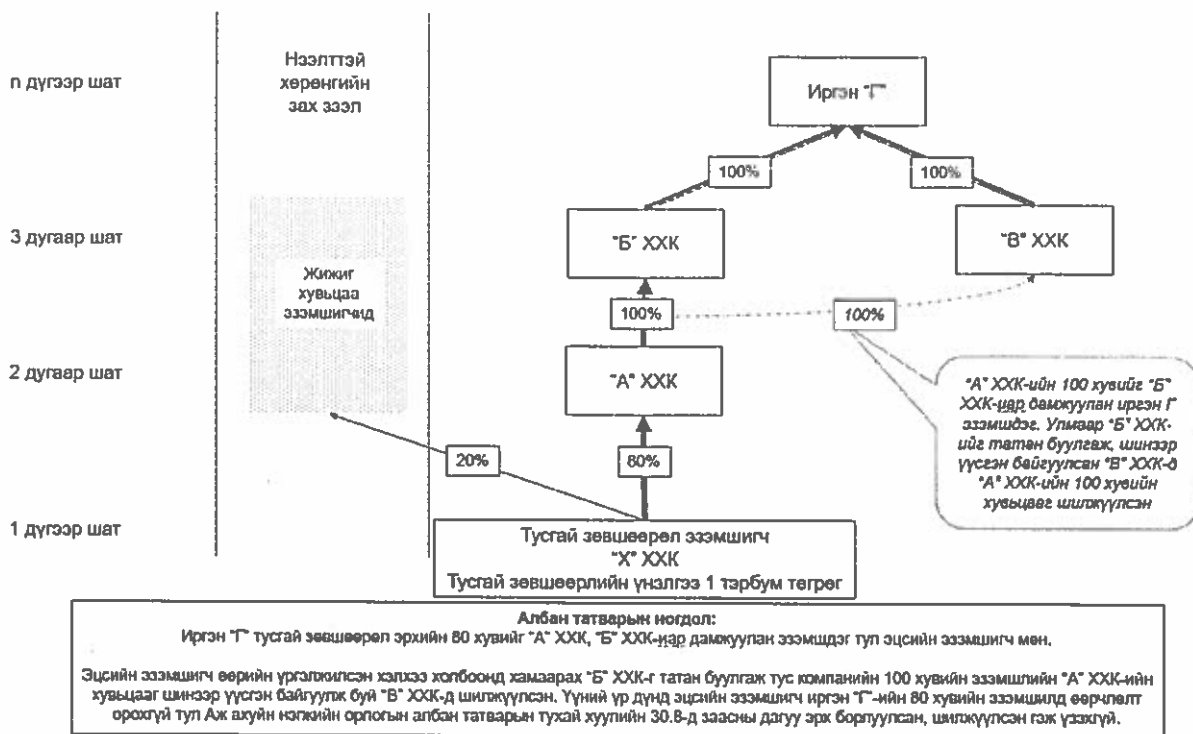 n дүгээр шат
Нээлттэй
хөрөнгийн
зах зээл
Иргэн "Г"
100%
100%
3 дугаар шат
"Б" ХХК
"В" ХХК
Жижиг
хувьцаа
эзэмшигчид
100%
100%
2 дугаар шат
"А" ХХК
"А" ХХК-ийн 100 хувийг "Б"
ХХК-иар дамжуулан иргэн Г
эзэмшдэг. Улмаар "Б" ХХК-
ийг татан буулгаж, шинээр
үүсгэн байгуулсан "В" ХХК-д
"А" ХХК-ийн 100 хувийн
хувьцааг шилжүүлсэн
20%
80%
1 дүгээр шат
Тусгай зөвшөөрөл эзэмшигч
"Х" ХХК
Тусгай зөвшөөрлийн үнэлгээ 1 тэрбум төгрөг
Албан татварын ногдол:
Иргэн "Г" тусгай зөвшөөрөл эрхийн 80 хувийг "А" ХХК, "Б" ХХК-иар дамжуулан эзэмшдэг тул эцсийн эзэмшигч мөн.
Эцсийн эзэмшигч өөрийн үргэлжилсэн хэлхээ холбоонд хамаарах "Б" ХХК-г татан буулгаж тус компанийн 100 хувийн эзэмшлийн "А" ХХК-ийн
хувьцааг шинээр үүсгэн байгуулж буй "В" ХХК-д шилжүүлсэн. Үүний үр дүнд эцсийн эзэмшигч иргэн "Г"-ийн 80 хувийн эзэмшилд өөрчлөлт
орохгүй тул Аж ахуйн нэгжийн орлогын албан татварын тухай хуулийн 30.8-д заасны дагуу эрх борлуулсан, шилжүүлсэн гэж үзэхгүй.